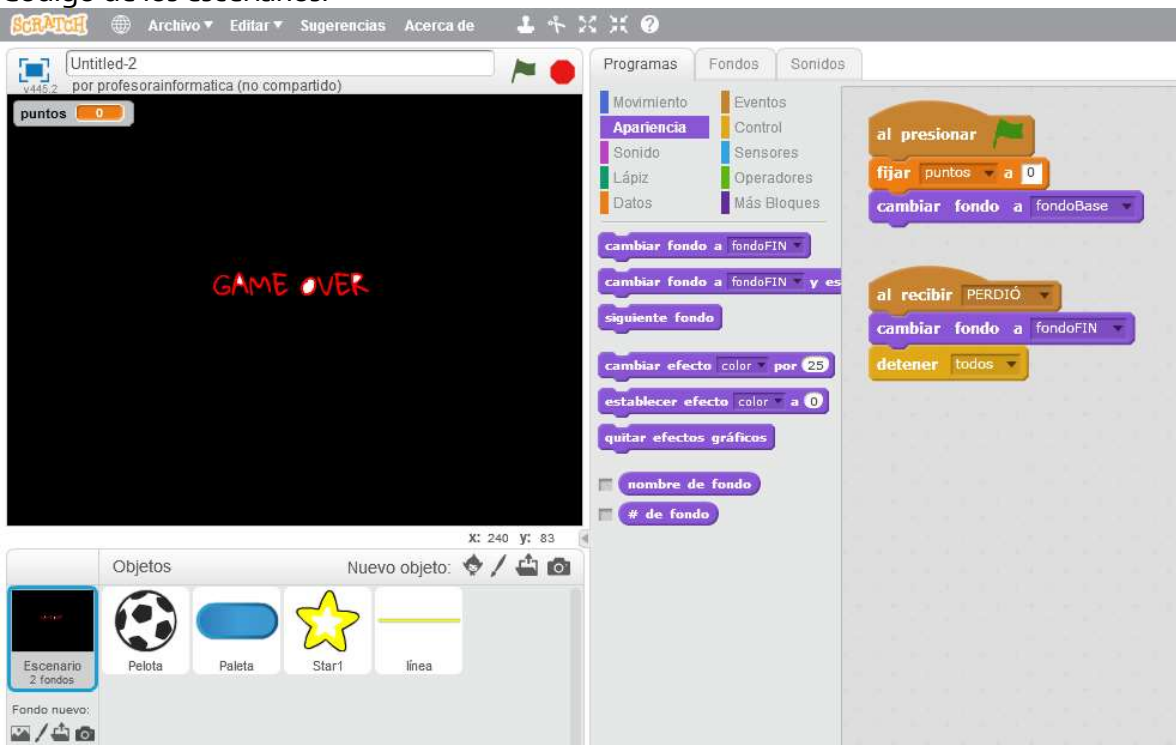 Código de los escenarios:
SCRATCH Archivo Editar Sugerencias Acerca de
Untitled-2
v445.2 por profesorainformatica (no compartido)
puntos 0
GAME OVER
x: 240 y: 83
Objetos Nuevo objeto:
Escenario
2 fondos
Pelota Paleta Star1 línea
Fondo nuevo:
Programas Fondos Sonidos
Movimiento Eventos
Apariencia Control
Sonido Sensores
Lápiz Operadores
Datos Más Bloques
cambiar fondo a fondoFIN
cambiar fondo a fondoFIN y es
siguiente fondo
cambiar efecto color por 25
establecer efecto color a 0
quitar efectos gráficos
nombre de fondo
# de fondo
al presionar
fijar puntos a 0
cambiar fondo a fondoBase
al recibir PERDIÓ
cambiar fondo a fondoFIN
detener todos